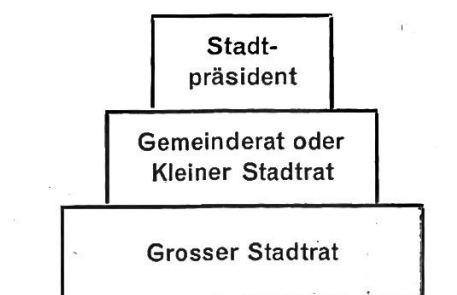 Stadt-
präsident
Gemeinderat oder
Kleiner Stadtrat
Grosser Stadtrat